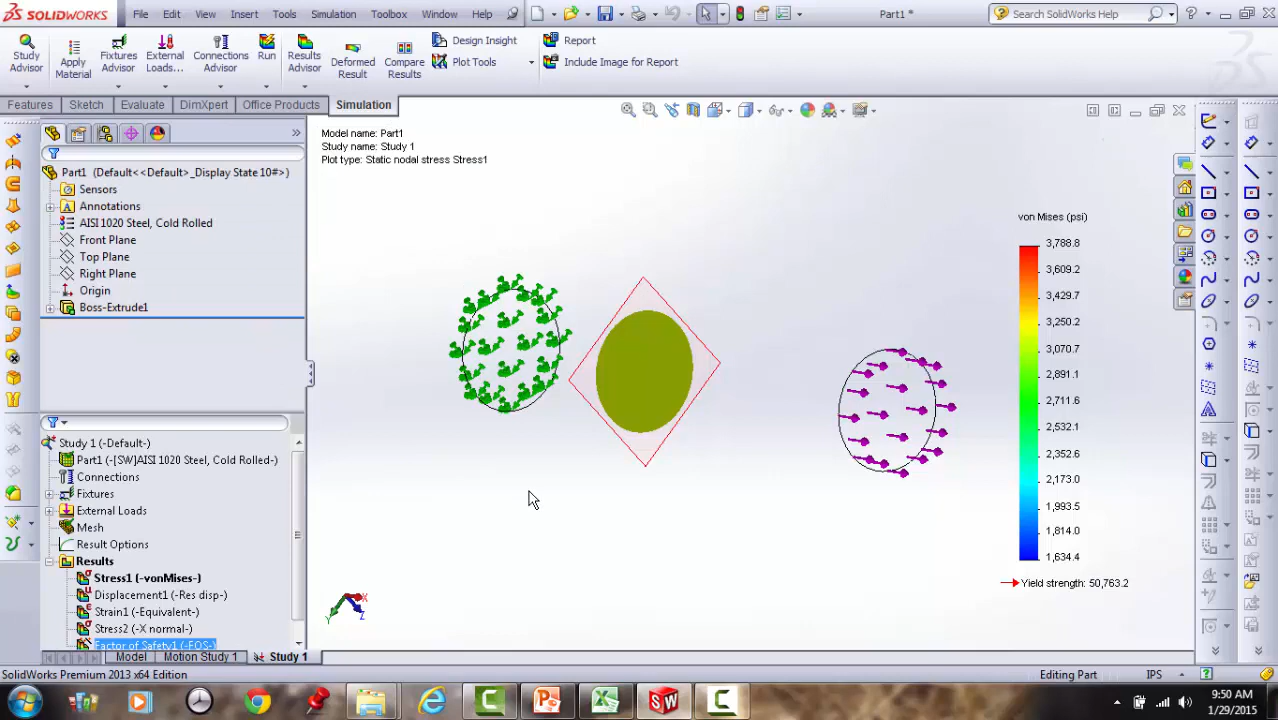 SOLIDWORKS File Edit View Insert Tools Simulation Toolbox Window Help Part1 * Search SolidWorks Help
Study Advisor
Apply Material
Fixtures Advisor
External Loads...
Connections Advisor
Run
Results Advisor
Deformed Result
Compare Results
Design Insight
Plot Tools
Report
Include Image for Report
Features Sketch Evaluate DimXpert Office Products Simulation
Part1 (Default<<Default>_Display State 10#>)
Sensors
Annotations
AISI 1020 Steel, Cold Rolled
Front Plane
Top Plane
Right Plane
Origin
Boss-Extrude1
Study 1 (-Default-)
Part1 (-[SW]AISI 1020 Steel, Cold Rolled-)
Connections
Fixtures
External Loads
Mesh
Result Options
Results
Stress1 (-vonMises-)
Displacement1 (-Res disp-)
Strain1 (-Equivalent-)
Stress2 (-X normal-)
Factor of Safety1 (-FOS-)
Model name: Part1
Study name: Study 1
Plot type: Static nodal stress Stress1
von Mises (psi)
3,788.8
3,609.2
3,429.7
3,250.2
3,070.7
2,891.1
2,711.6
2,532.1
2,352.6
2,173.0
1,993.5
1,814.0
1,634.4
Yield strength: 50,763.2
X
Y
Z
Model Motion Study 1 Study 1
SolidWorks Premium 2013 x64 Edition Editing Part IPS
9:50 AM
1/29/2015